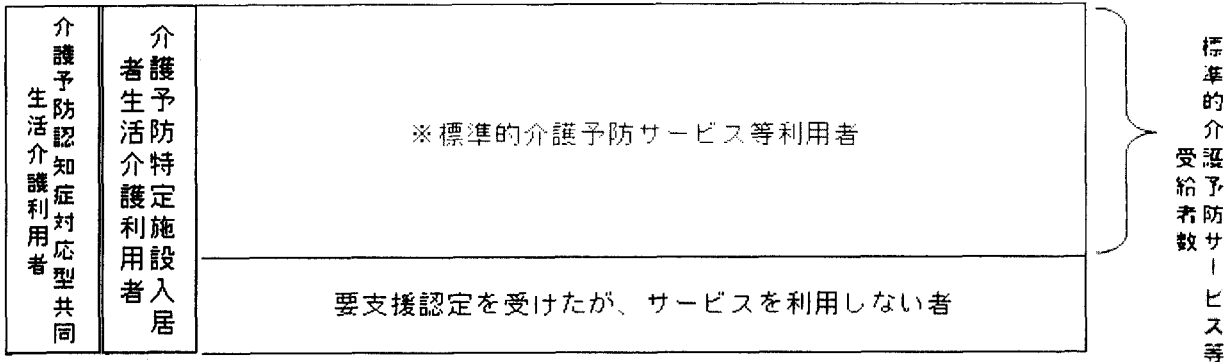 介護予防認知症対応型共同
生活介護利用者
介護予防特定施設入居
者生活介護利用者
※標準的介護予防サービス等利用者
要支援認定を受けたが、サービスを利用しない者
標準的介護予防サービス等
受給者数